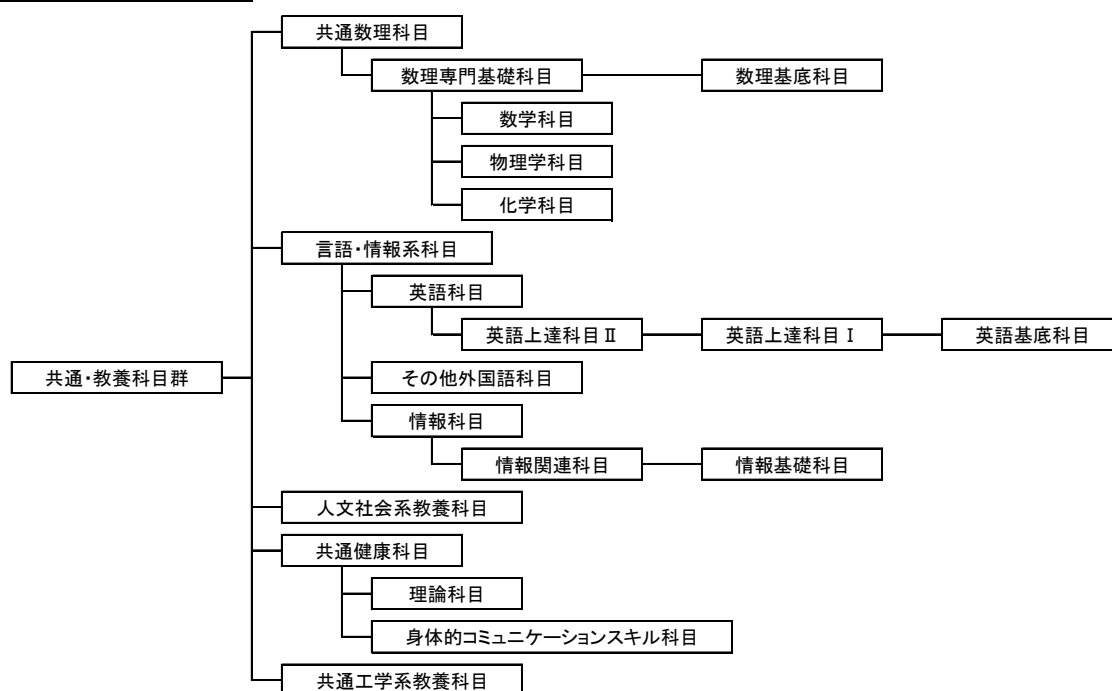 共通数理科目
数理専門基礎科目
数理基底科目
数学科目
物理学科目
化学科目
言語・情報系科目
英語科目
英語上達科目Ⅱ
英語上達科目Ⅰ
英語基底科目
共通・教養科目群
その他外国語科目
情報科目
情報関連科目
情報基礎科目
人文社会系教養科目
共通健康科目
理論科目
身体的コミュニケーションスキル科目
共通工学系教養科目